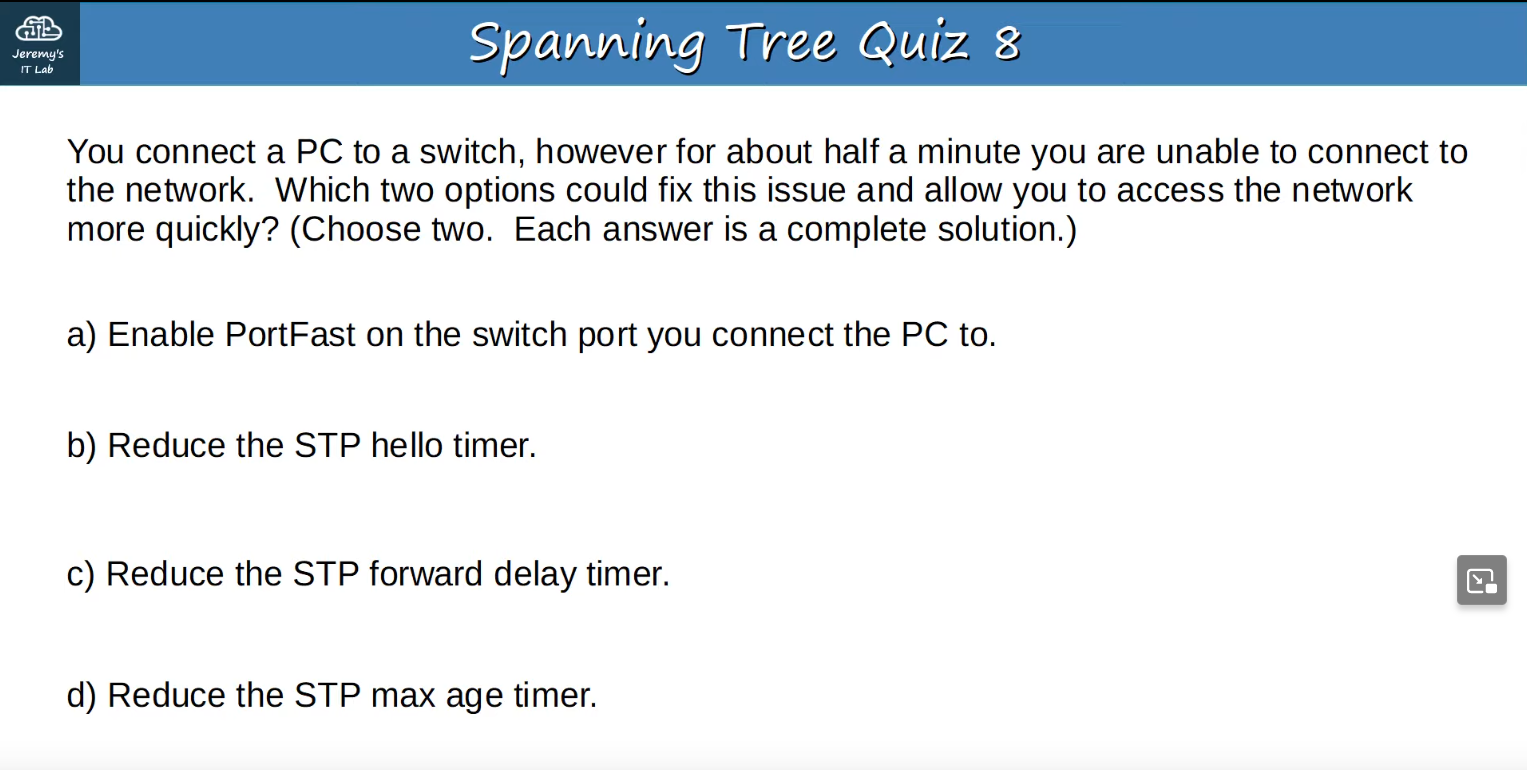 Jeremy's
IT Lab
Spanning Tree Quiz 8
You connect a PC to a switch, however for about half a minute you are unable to connect to
the network.  Which two options could fix this issue and allow you to access the network
more quickly? (Choose two.  Each answer is a complete solution.)
a) Enable PortFast on the switch port you connect the PC to.
b) Reduce the STP hello timer.
c) Reduce the STP forward delay timer.
d) Reduce the STP max age timer.